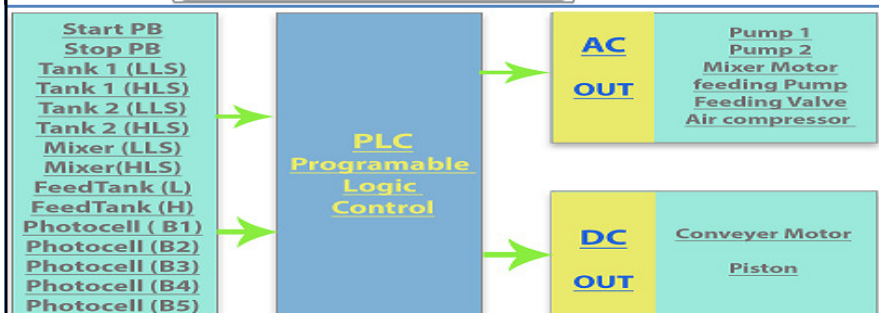 Start PB
Stop PB
Tank 1 (LLS)
Tank 1 (HLS)
Tank 2 (LLS)
Tank 2 (HLS)
Mixer (LLS)
Mixer(HLS)
FeedTank (L)
FeedTank (H)
Photocell ( B1)
Photocell (B2)
Photocell (B3)
Photocell (B4)
Photocell (B5)
PLC
Programable
Logic
Control
AC
OUT
Pump 1
Pump 2
Mixer Motor
feeding Pump
Feeding Valve
Air compressor
DC
OUT
Conveyer Motor
Piston